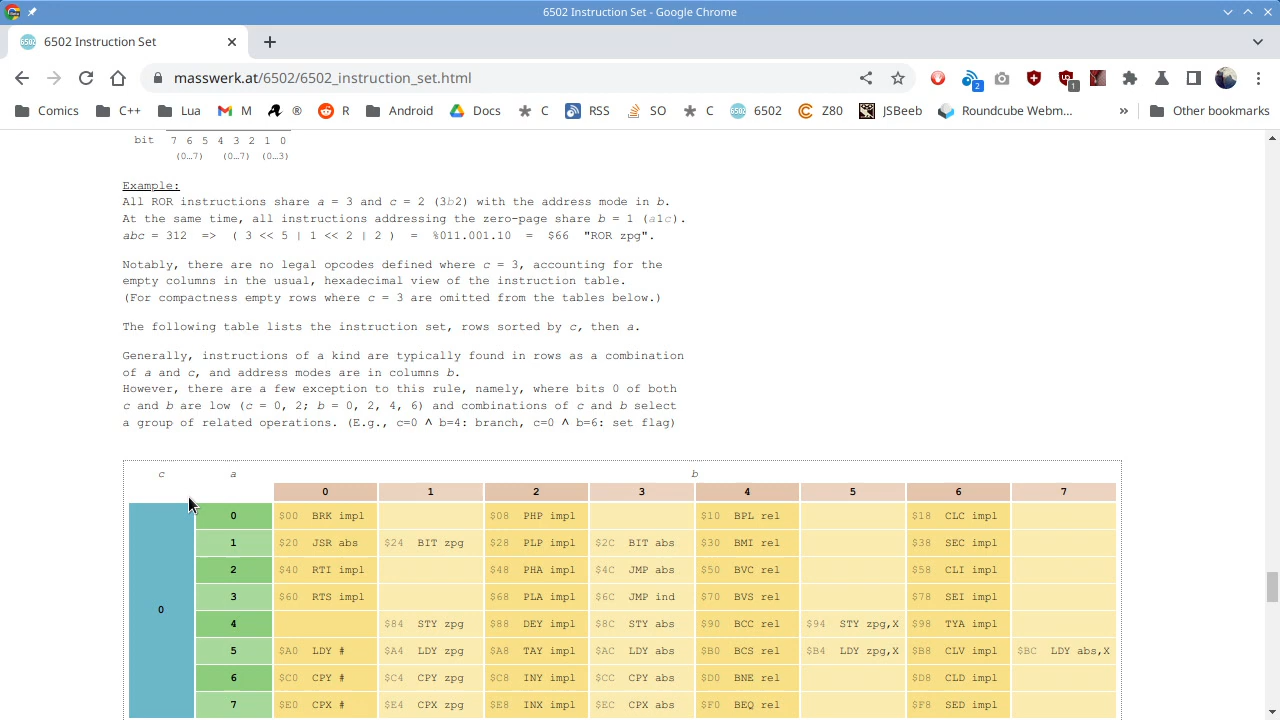 6502 Instruction Set - Google Chrome
6502 6502 Instruction Set
masswerk.at/6502/6502_instruction_set.html
2
1
Comics C++ Lua M ® R Android Docs C RSS SO C 6502 6502 Z80 JSBeeb Roundcube Webm... » Other bookmarks
bit 7 6 5 4 3 2 1 0
(0…7) (0…7) (0…3)
Example:
All ROR instructions share a = 3 and c = 2 (3b2) with the address mode in b.
At the same time, all instructions addressing the zero-page share b = 1 (a1c).
abc = 312 => ( 3 << 5 | 1 << 2 | 2 ) = %011.001.10 = $66 "ROR zpg".
Notably, there are no legal opcodes defined where c = 3, accounting for the
empty columns in the usual, hexadecimal view of the instruction table.
(For compactness empty rows where c = 3 are omitted from the tables below.)
The following table lists the instruction set, rows sorted by c, then a.
Generally, instructions of a kind are typically found in rows as a combination
of a and c, and address modes are in columns b.
However, there are a few exception to this rule, namely, where bits 0 of both
c and b are low (c = 0, 2; b = 0, 2, 4, 6) and combinations of c and b select
a group of related operations. (E.g., c=0 ∧ b=4: branch, c=0 ∧ b=6: set flag)
c a b
0 1 2 3 4 5 6 7
0 $00 BRK impl $08 PHP impl $10 BPL rel $18 CLC impl
1 $20 JSR abs $24 BIT zpg $28 PLP impl $2C BIT abs $30 BMI rel $38 SEC impl
2 $40 RTI impl $48 PHA impl $4C JMP abs $50 BVC rel $58 CLI impl
3 $60 RTS impl $68 PLA impl $6C JMP ind $70 BVS rel $78 SEI impl
0
4 $84 STY zpg $88 DEY impl $8C STY abs $90 BCC rel $94 STY zpg,X $98 TYA impl
5 $A0 LDY # $A4 LDY zpg $A8 TAY impl $AC LDY abs $B0 BCS rel $B4 LDY zpg,X $B8 CLV impl $BC LDY abs,X
6 $C0 CPY # $C4 CPY zpg $C8 INY impl $CC CPY abs $D0 BNE rel $D8 CLD impl
7 $E0 CPX # $E4 CPX zpg $E8 INX impl $EC CPX abs $F0 BEQ rel $F8 SED impl